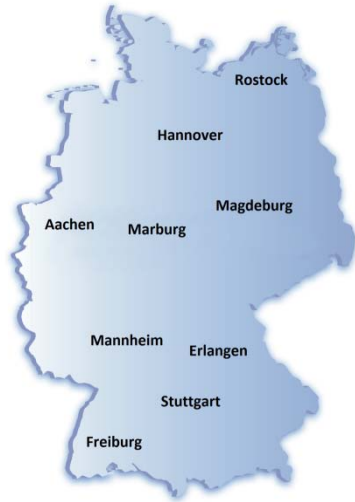 Rostock
Hannover
Magdeburg
Aachen
Marburg
Mannheim
Erlangen
Stuttgart
Freiburg